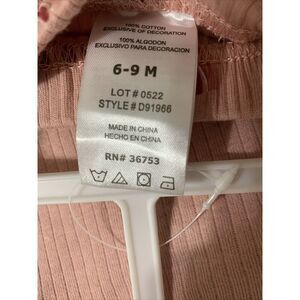 100% COTTON
EXCLUSIVE OF DECORATION
100% ALGODON
EXCLUSIVO PARA DECORACION
6-9 M
LOT # 0522
STYLE # D91966
MADE IN CHINA
HECHO EN CHINA
RN# 36753